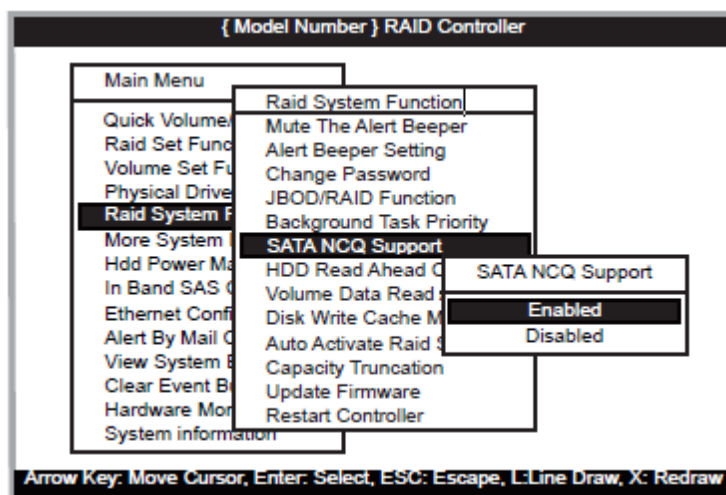 { Model Number } RAID Controller
Main Menu
Quick Volume/
Raid Set Func
Volume Set Fu
Physical Drive
Raid System F
More System
Hdd Power Ma
In Band SAS
Ethernet Confi
Alert By Mail C
View System E
Clear Event Bu
Hardware Mon
System information
Raid System Function
Mute The Alert Beeper
Alert Beeper Setting
Change Password
JBOD/RAID Function
Background Task Priority
SATA NCQ Support
HDD Read Ahead C
Volume Data Read
Disk Write Cache M
Auto Activate Raid S
Capacity Truncation
Update Firmware
Restart Controller
SATA NCQ Support
Enabled
Disabled
Arrow Key: Move Cursor, Enter: Select, ESC: Escape, L:Line Draw, X: Redraw